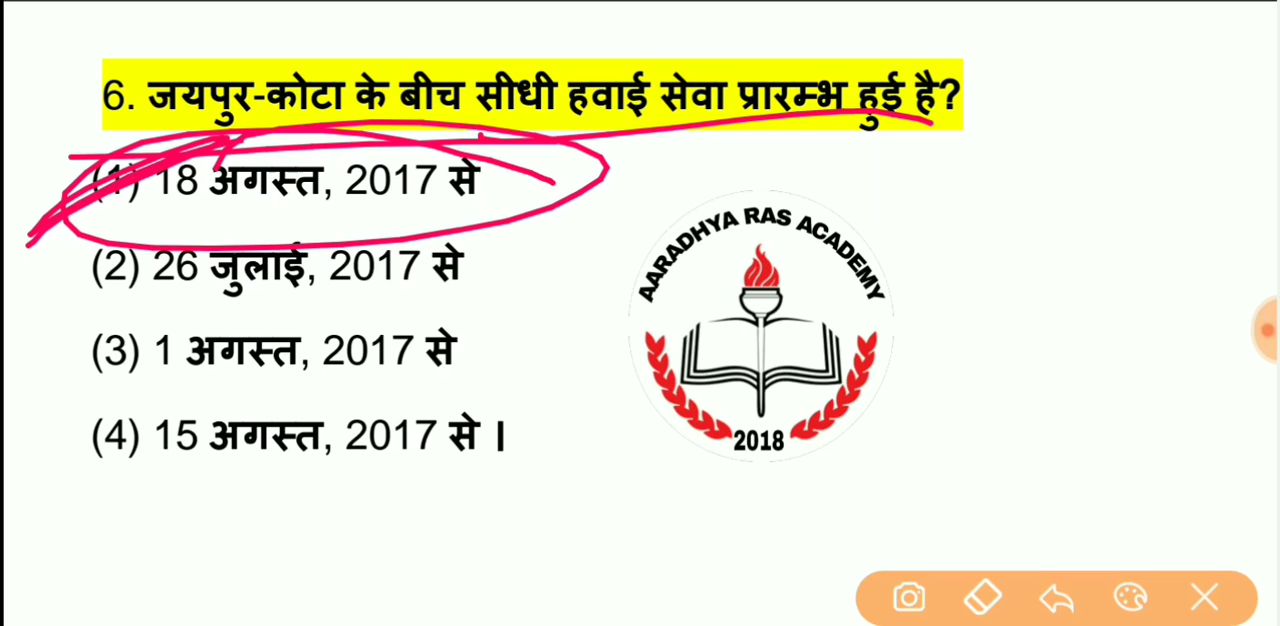 6. जयपुर-कोटा के बीच सीधी हवाई सेवा प्रारम्भ हुई है?
(1) 18 अगस्त, 2017 से
(2) 26 जुलाई, 2017 से
(3) 1 अगस्त, 2017 से
(4) 15 अगस्त, 2017 से ।
AARADHYA RAS ACADEMY
2018